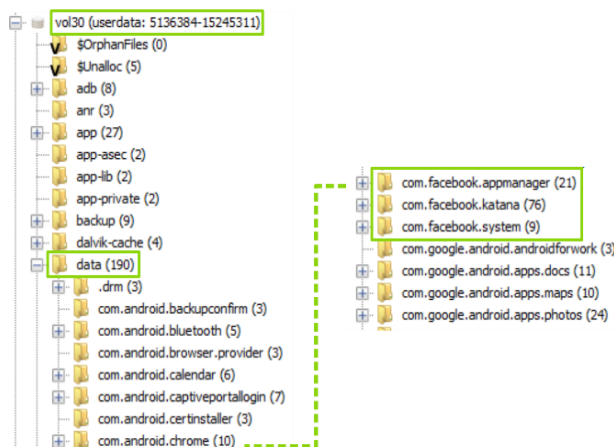 vol30 (userdata: 5136384-15245311)
$OrphanFiles (0)
$Unalloc (5)
adb (8)
anr (3)
app (27)
app-asec (2)
app-lib (2)
app-private (2)
backup (9)
dalvik-cache (4)
data (190)
.drm (3)
com.android.backupconfirm (3)
com.android.bluetooth (5)
com.android.browser.provider (3)
com.android.calendar (6)
com.android.captiveportallogin (7)
com.android.certinstaller (3)
com.android.chrome (10)
com.facebook.appmanager (21)
com.facebook.katana (76)
com.facebook.system (9)
com.google.android.androidforwork (3)
com.google.android.apps.docs (11)
com.google.android.apps.maps (10)
com.google.android.apps.photos (24)